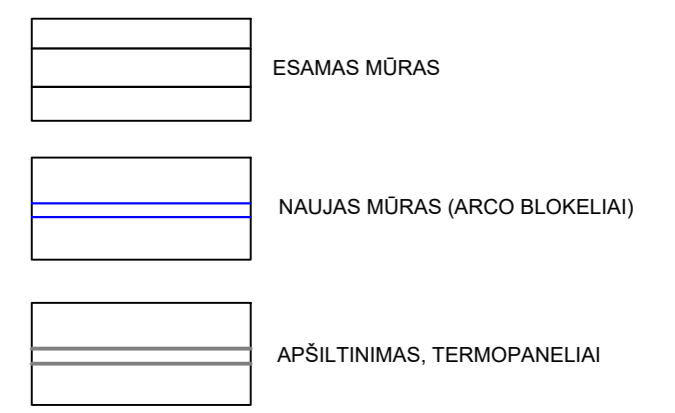 ESAMAS MŪRAS
NAUJAS MŪRAS (ARCO BLOKELIAI)
APŠILTINIMAS, TERMOPANELIAI